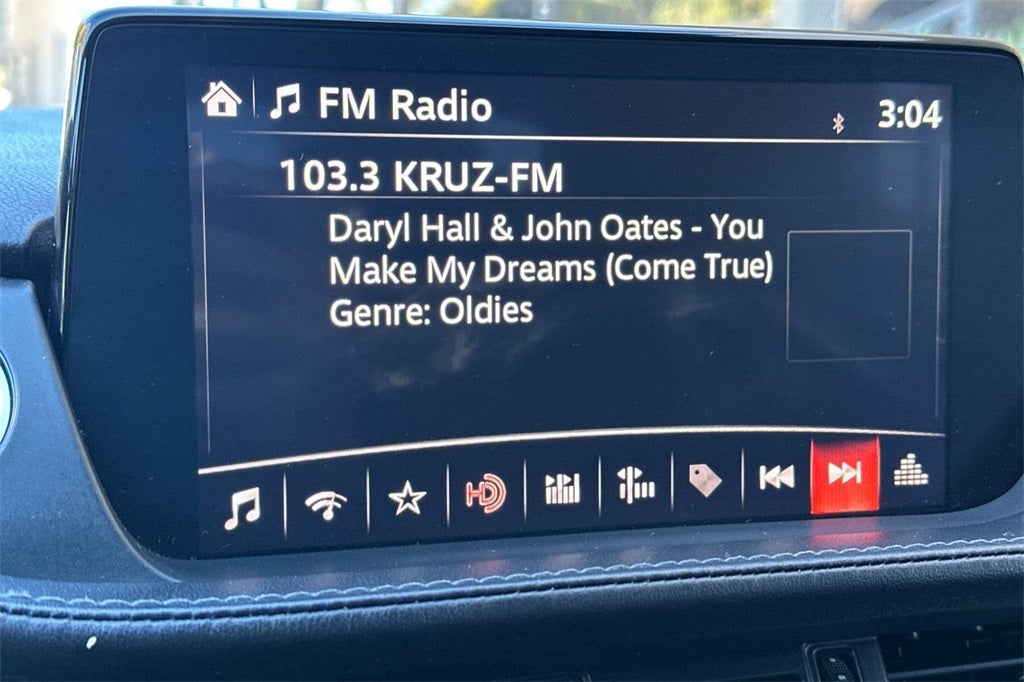 FM Radio
3:04
103.3 KRUZ-FM
Daryl Hall & John Oates - You
Make My Dreams (Come True)
Genre: Oldies
HD